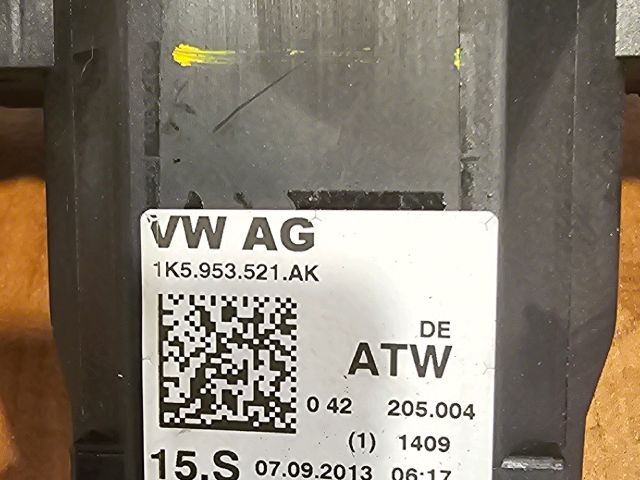 VW AG
1K5.953.521.AK
DE
ATW
0 42 205.004
(1) 1409
15.S 07.09.2013 06:17